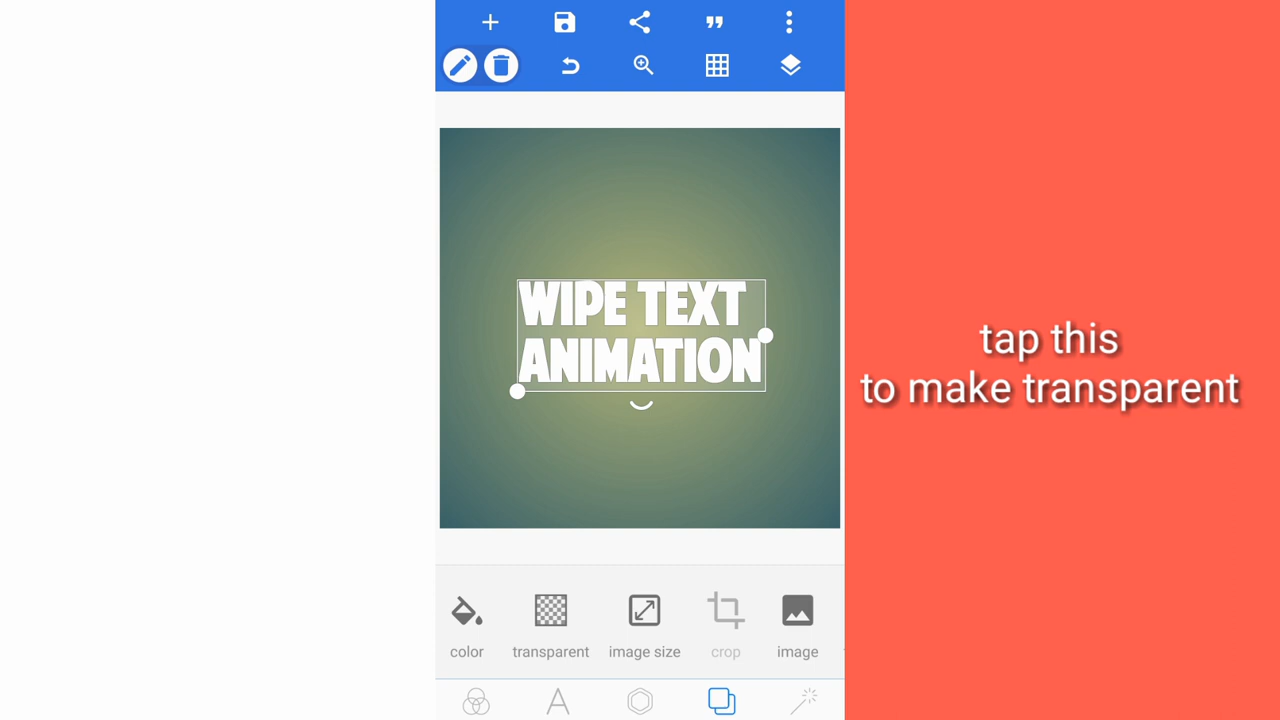 WIPE TEXT
ANIMATION
tap this
to make transparent
color
transparent
image size
crop
image